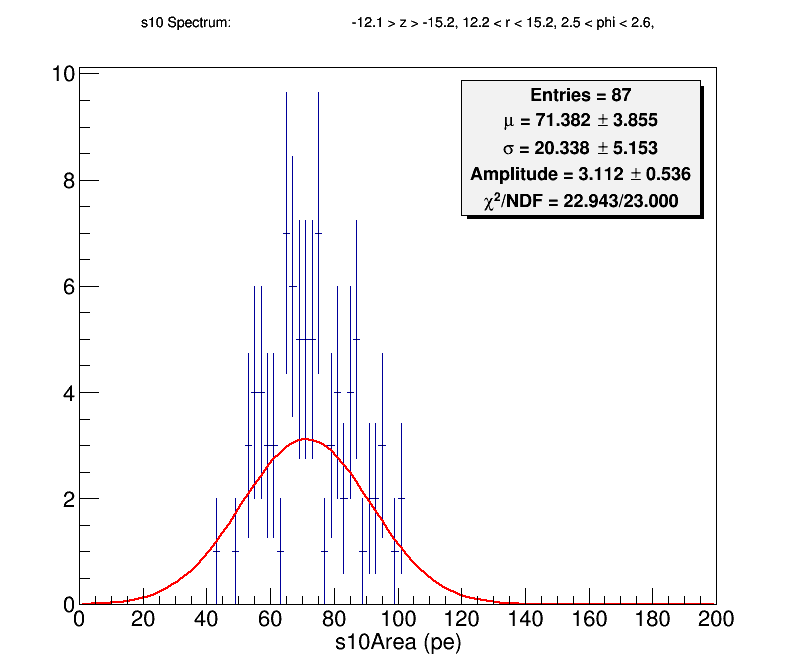 s10 Spectrum: -12.1 > z > -15.2, 12.2 < r < 15.2, 2.5 < phi < 2.6,
Entries = 87
μ = 71.382 ± 3.855
σ = 20.338 ± 5.153
Amplitude = 3.112 ± 0.536
χ²/NDF = 22.943/23.000
10
8
6
4
2
0
0 20 40 60 80 100 120 140 160 180 200
s10Area (pe)